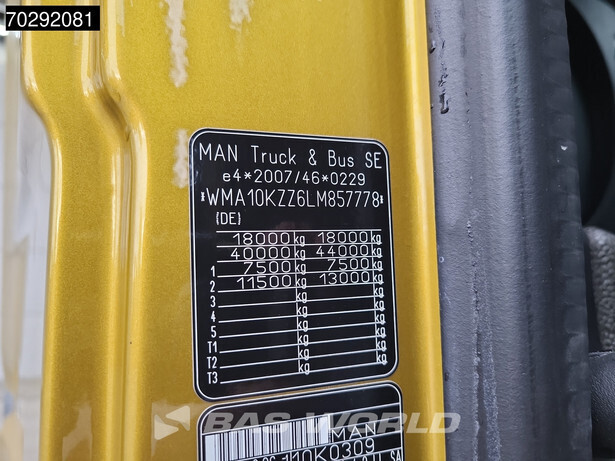 70292081
MAN Truck & Bus SE
e4*2007/46*0229
*WMA10KZZ6LM857778*
(DE)
18000 kg 18000 kg
40000 kg 44000 kg
1 7500 kg 7500 kg
2 11500 kg 13000 kg
3 kg kg
4 kg kg
5 kg kg
T1 kg kg
T2 kg kg
T3 kg kg
BAS WORLD
MAN
110K0309